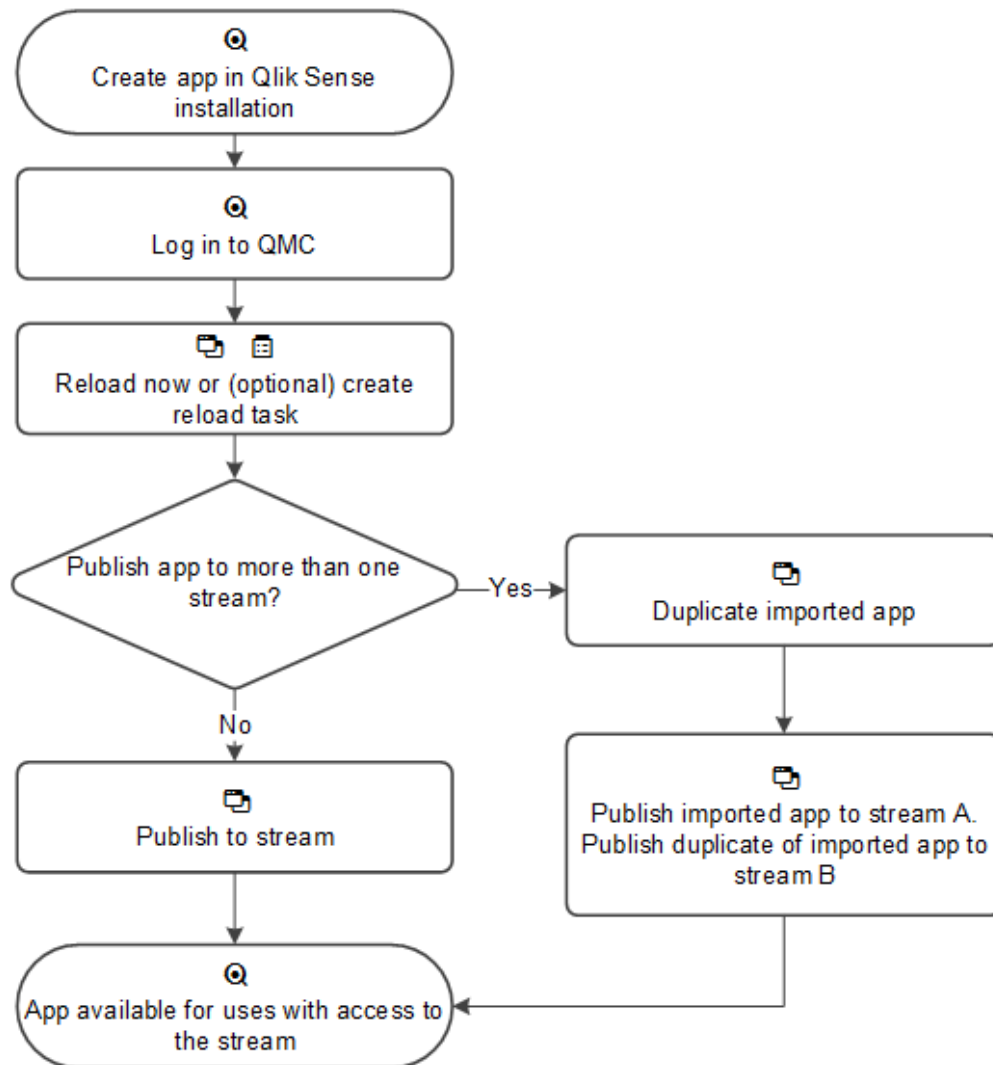 Create app in Qlik Sense
installation
Log in to QMC
Reload now or (optional) create
reload task
Publish app to more than one
stream?
Yes
Duplicate imported app
No
Publish to stream
Publish imported app to stream A.
Publish duplicate of imported app to
stream B
App available for uses with access to
the stream